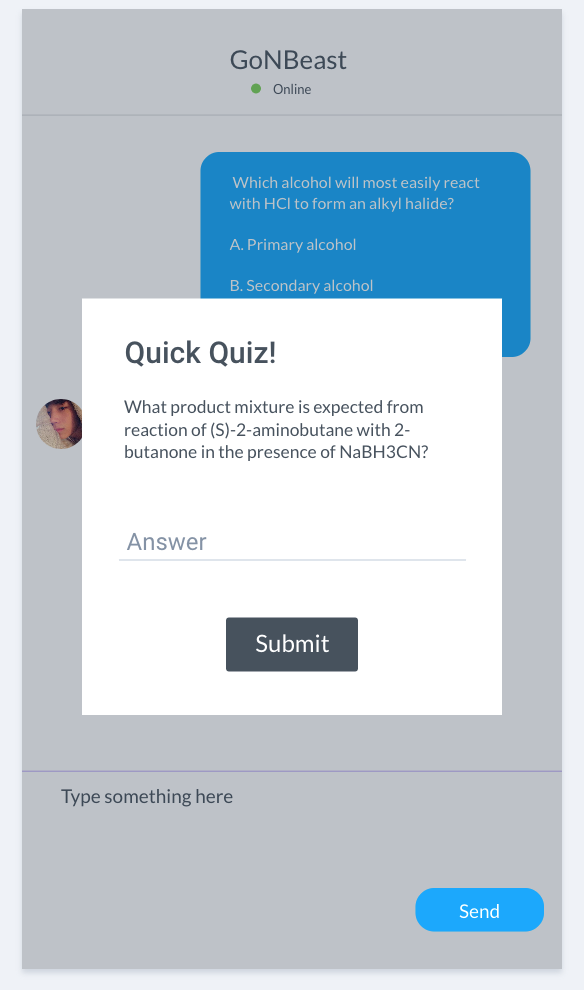 GoNBeast
Online
Which alcohol will most easily react
with HCl to form an alkyl halide?
A. Primary alcohol
B. Secondary alcohol
Quick Quiz!
What product mixture is expected from
reaction of (S)-2-aminobutane with 2-
butanone in the presence of NaBH3CN?
Answer
Submit
Type something here
Send